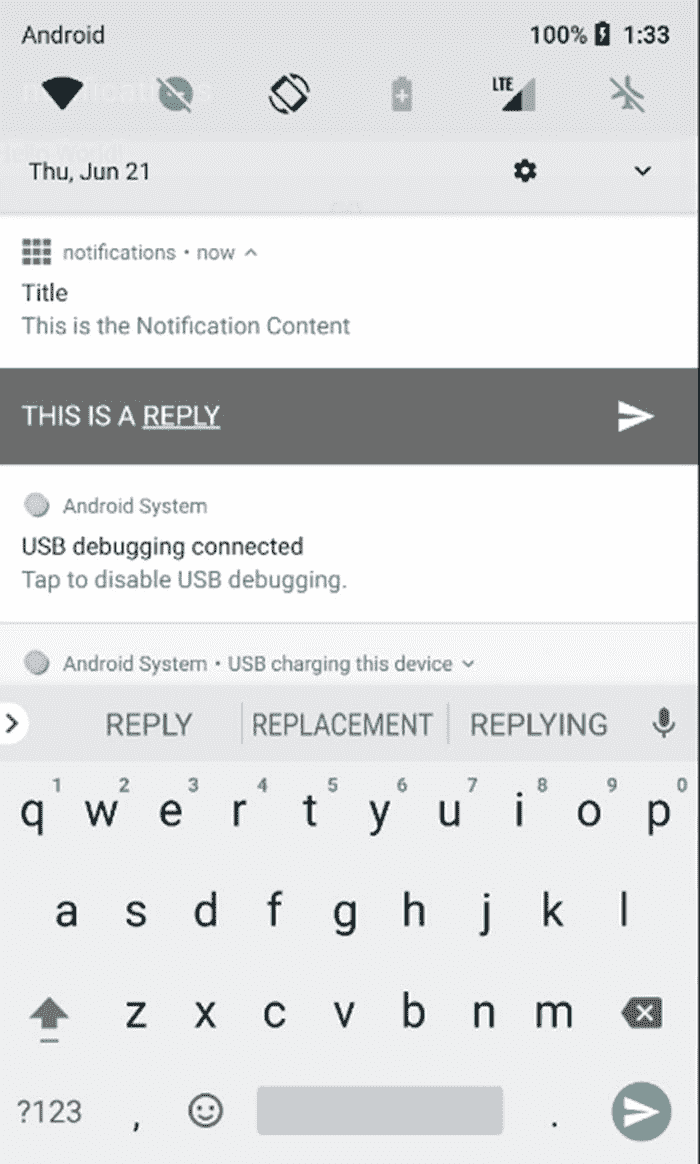 Android 100% 1:33
LTE
Thu, Jun 21
notifications • now
Title
This is the Notification Content
THIS IS A REPLY
Android System
USB debugging connected
Tap to disable USB debugging.
Android System • USB charging this device
REPLY REPLACEMENT REPLYING
1 2 3 4 5 6 7 8 9 0
q w e r t y u i o p
a s d f g h j k l
z x c v b n m
?123 , .